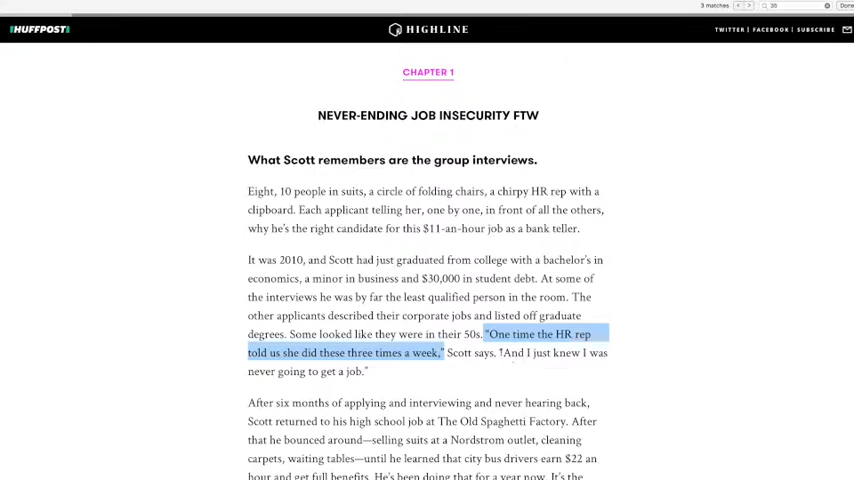 3 matches < > 36 Done
HUFFPOST HIGHLINE TWITTER | FACEBOOK | SUBSCRIBE
CHAPTER 1
NEVER-ENDING JOB INSECURITY FTW
What Scott remembers are the group interviews.
Eight, 10 people in suits, a circle of folding chairs, a chirpy HR rep with a
clipboard. Each applicant telling her, one by one, in front of all the others,
why he’s the right candidate for this $11-an-hour job as a bank teller.
It was 2010, and Scott had just graduated from college with a bachelor’s in
economics, a minor in business and $30,000 in student debt. At some of
the interviews he was by far the least qualified person in the room. The
other applicants described their corporate jobs and listed off graduate
degrees. Some looked like they were in their 50s. “One time the HR rep
told us she did these three times a week,” Scott says. “And I just knew I was
never going to get a job.”
After six months of applying and interviewing and never hearing back,
Scott returned to his high school job at The Old Spaghetti Factory. After
that he bounced around—selling suits at a Nordstrom outlet, cleaning
carpets, waiting tables—until he learned that city bus drivers earn $22 an
hour and get full benefits. He’s been doing that for a year now. It’s the